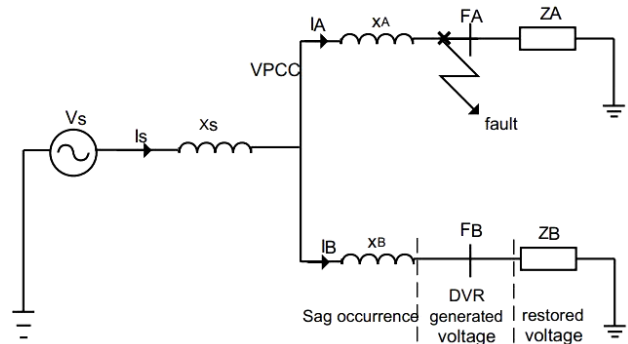 IA
XA
FA
ZA
VPCC
fault
Vs
Is
Xs
IB
XB
FB
ZB
Sag occurrence
DVR
generated
voltage
restored
voltage